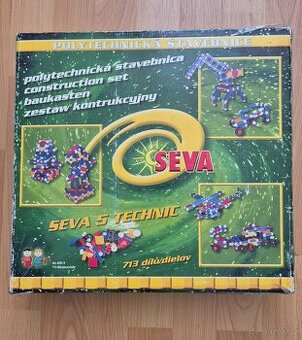 POLYTECHNICKÁ STAVEBNICE
polytechnická stavebnica
construction set
baukasten
zestaw kontrukcyjny
SEVA
SEVA 5 TECHNIC
713 dílů/dielov